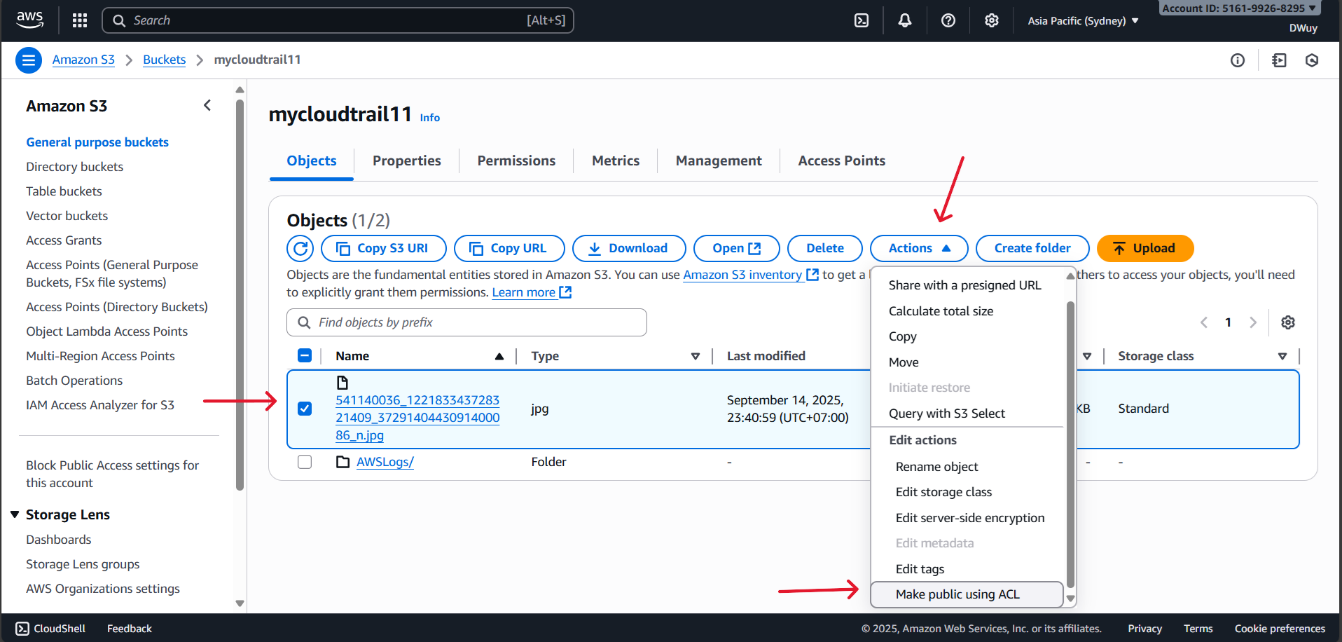 aws
Search
[Alt+S]
Asia Pacific (Sydney)
Account ID: 5161-9926-8295
DWuy
Amazon S3 > Buckets > mycloudtrail11
Amazon S3
General purpose buckets
Directory buckets
Table buckets
Vector buckets
Access Grants
Access Points (General Purpose
Buckets, FSx file systems)
Access Points (Directory Buckets)
Object Lambda Access Points
Multi-Region Access Points
Batch Operations
IAM Access Analyzer for S3
Block Public Access settings for
this account
Storage Lens
Dashboards
Storage Lens groups
AWS Organizations settings
mycloudtrail11 Info
Objects Properties Permissions Metrics Management Access Points
Objects (1/2)
Copy S3 URI Copy URL Download Open Delete Actions Create folder Upload
Objects are the fundamental entities stored in Amazon S3. You can use Amazon S3 inventory to get a
hers to access your objects, you'll need
to explicitly grant them permissions. Learn more
Find objects by prefix
1
Name Type Last modified Storage class
541140036_1221833437283
21409_37291404430914000
86_n.jpg
jpg
September 14, 2025,
23:40:59 (UTC+07:00)
KB
Standard
AWSLogs/ Folder - - -
Share with a presigned URL
Calculate total size
Copy
Move
Initiate restore
Query with S3 Select
Edit actions
Rename object
Edit storage class
Edit server-side encryption
Edit metadata
Edit tags
Make public using ACL
CloudShell Feedback
© 2025, Amazon Web Services, Inc. or its affiliates. Privacy Terms Cookie preferences